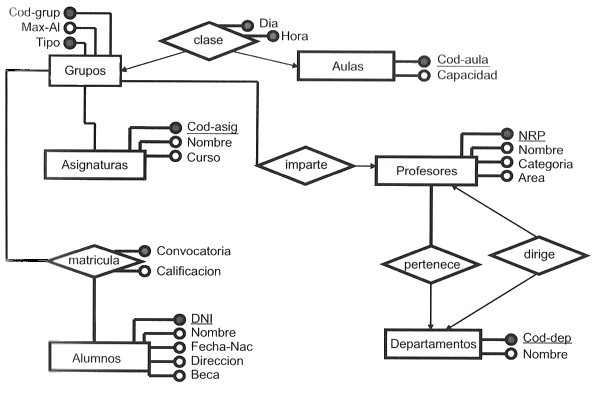 Cod-grup
Max-Al
Tipo
Grupos
clase
Dia
Hora
Aulas
Cod-aula
Capacidad
Asignaturas
Cod-asig
Nombre
Curso
imparte
Profesores
NRP
Nombre
Categoria
Area
matricula
Convocatoria
Calificacion
pertenece
dirige
Alumnos
DNI
Nombre
Fecha-Nac
Direccion
Beca
Departamentos
Cod-dep
Nombre